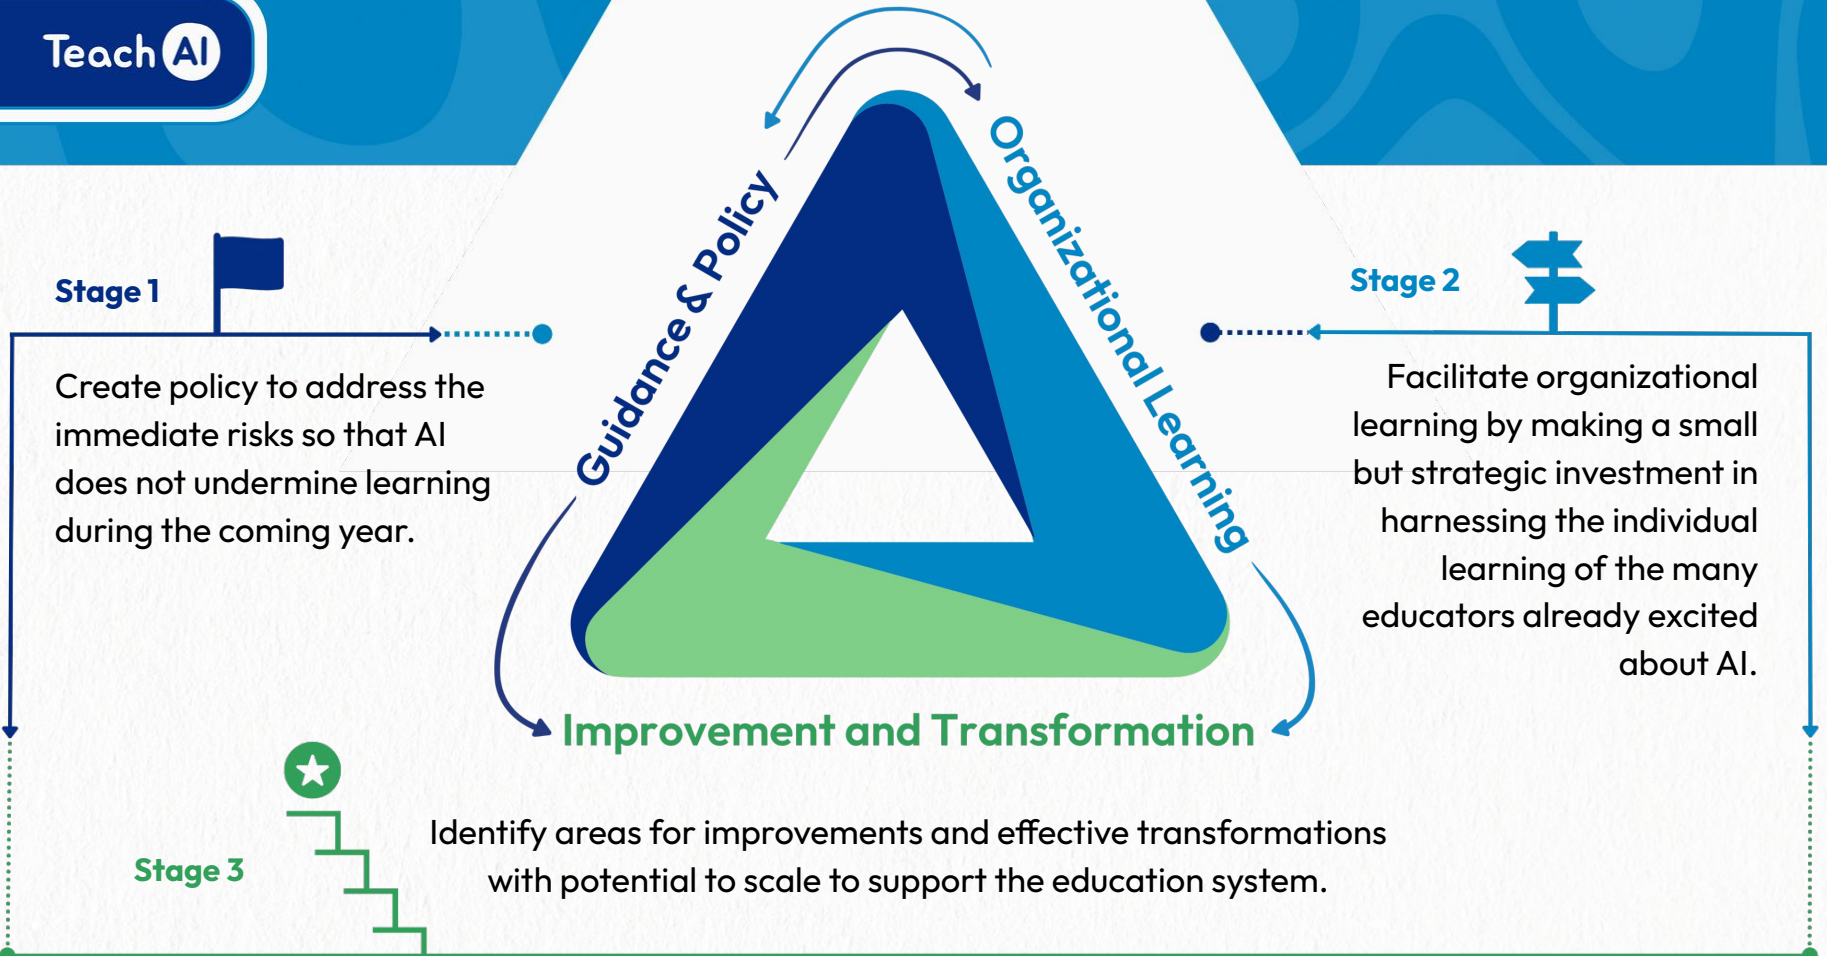 Teach AI
Guidance & Policy
Organizational Learning
Stage 1
Create policy to address the
immediate risks so that AI
does not undermine learning
during the coming year.
Stage 2
Facilitate organizational
learning by making a small
but strategic investment in
harnessing the individual
learning of the many
educators already excited
about AI.
Improvement and Transformation
Stage 3
Identify areas for improvements and effective transformations
with potential to scale to support the education system.